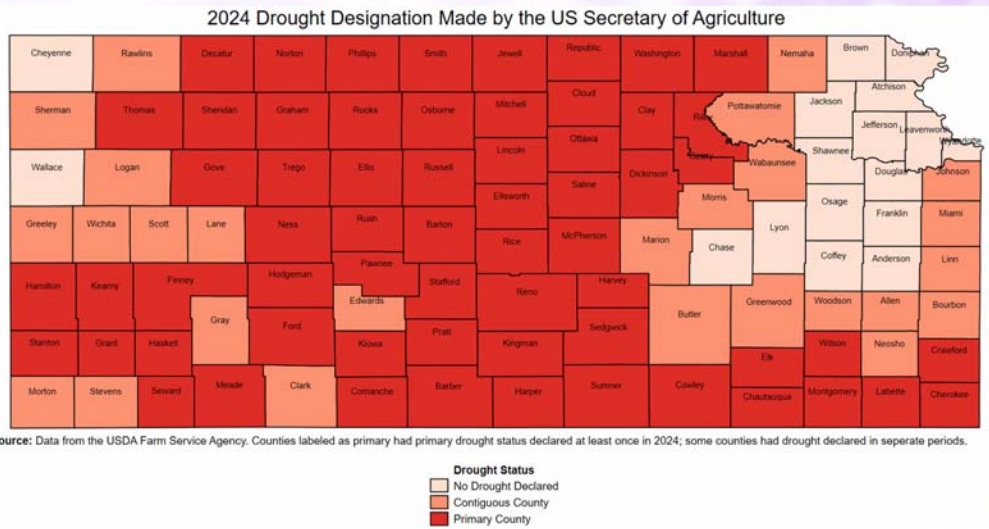 2024 Drought Designation Made by the US Secretary of Agriculture
Cheyenne Rawlins Decatur Norton Phillips Smith Jewell Republic Washington Marshall Nemaha Brown Doniphan
Sherman Thomas Sheridan Graham Rooks Osborne Mitchell Cloud Clay Riley Pottawatomie Jackson Atchison
Jefferson Leavenworth Wyandotte
Wallace Logan Gove Trego Ellis Russell Lincoln Ottawa Dickinson Geary Wabaunsee Shawnee Douglas Johnson
Ellsworth Saline Morris Osage
Greeley Wichita Scott Lane Ness Rush Barton Rice McPherson Marion Chase Lyon Franklin Miami
Coffey Anderson Linn
Hamilton Kearny Finney Hodgeman Pawnee Stafford Reno Harvey
Gray Edwards Butler Greenwood Woodson Allen Bourbon
Ford Pratt Sedgwick
Stanton Grant Haskell Kiowa Kingman Elk Wilson Neosho Crawford
Morton Stevens Seward Meade Clark Comanche Barber Harper Sumner Cowley Chautauqua Montgomery Labette Cherokee
ource: Data from the USDA Farm Service Agency. Counties labeled as primary had primary drought status declared at least once in 2024; some counties had drought declared in seperate periods.
Drought Status
No Drought Declared
Contiguous County
Primary County